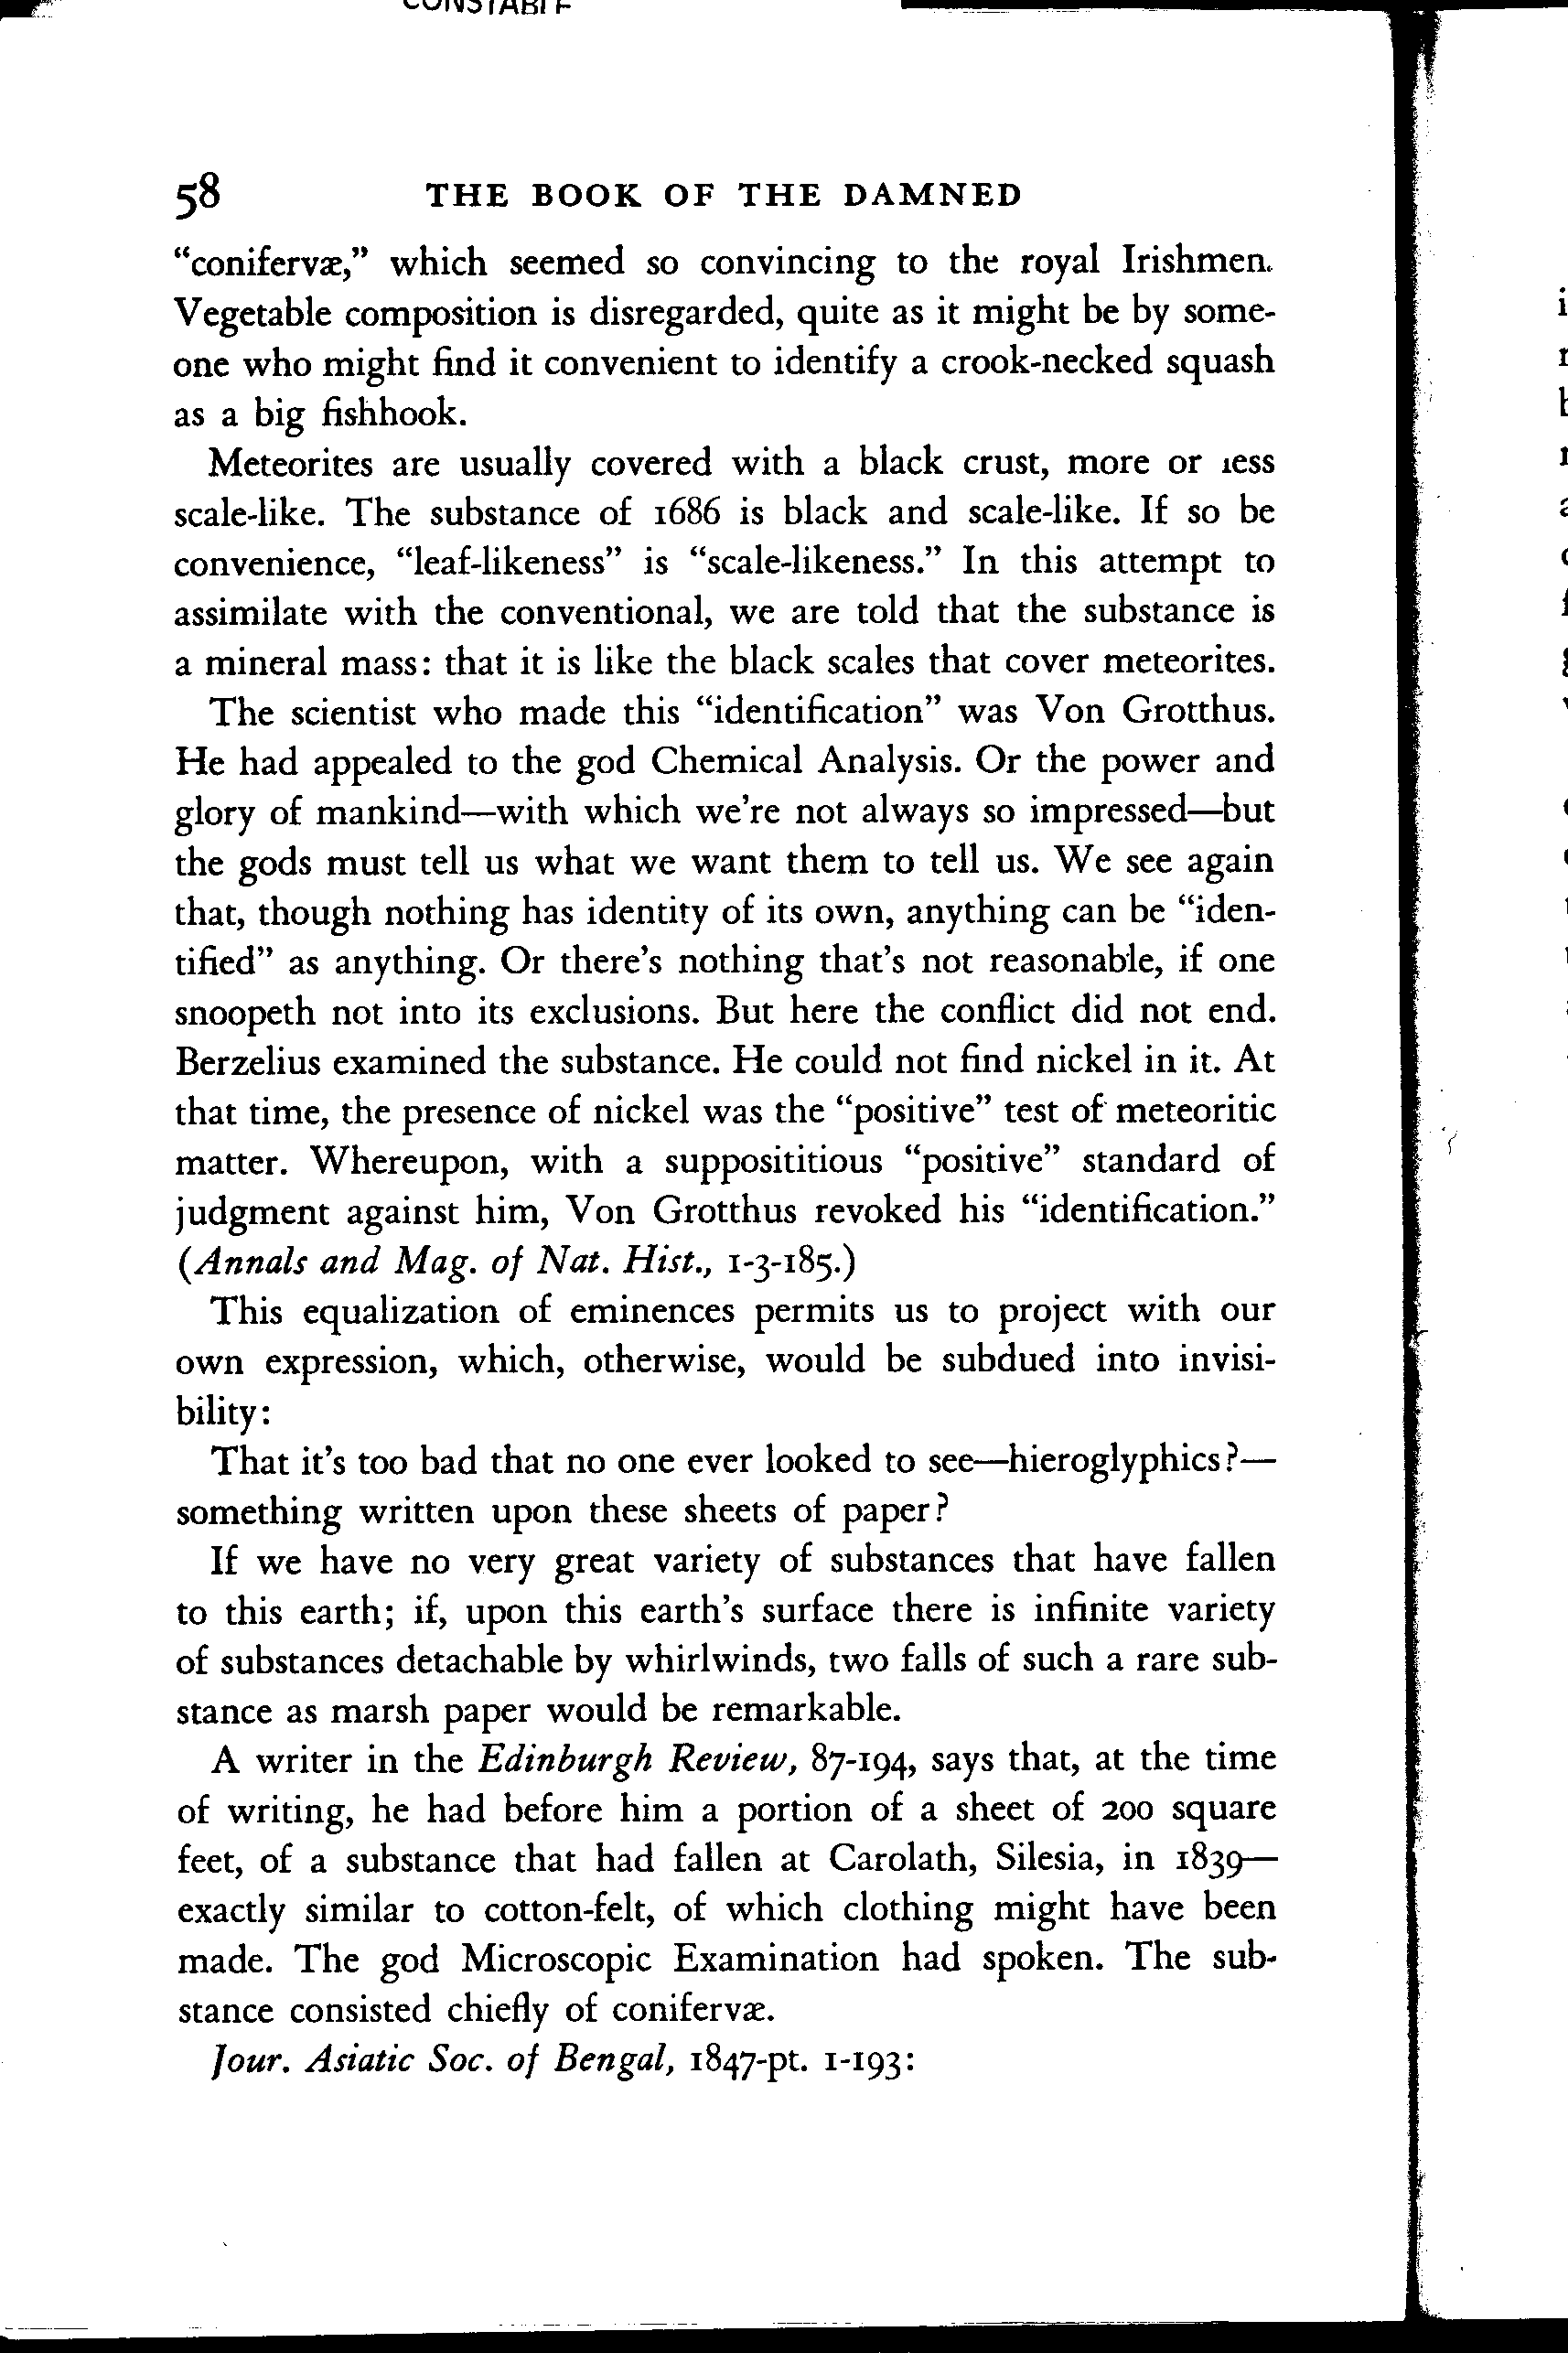 58 THE BOOK OF THE DAMNED
“conifervæ,” which seemed so convincing to the royal Irishmen.
Vegetable composition is disregarded, quite as it might be by some-
one who might find it convenient to identify a crook-necked squash
as a big fishhook.
Meteorites are usually covered with a black crust, more or less
scale-like. The substance of 1686 is black and scale-like. If so be
convenience, “leaf-likeness” is “scale-likeness.” In this attempt to
assimilate with the conventional, we are told that the substance is
a mineral mass: that it is like the black scales that cover meteorites.
The scientist who made this “identification” was Von Grotthus.
He had appealed to the god Chemical Analysis. Or the power and
glory of mankind—with which we’re not always so impressed—but
the gods must tell us what we want them to tell us. We see again
that, though nothing has identity of its own, anything can be “iden-
tified” as anything. Or there’s nothing that’s not reasonable, if one
snoopeth not into its exclusions. But here the conflict did not end.
Berzelius examined the substance. He could not find nickel in it. At
that time, the presence of nickel was the “positive” test of meteoritic
matter. Whereupon, with a supposititious “positive” standard of
judgment against him, Von Grotthus revoked his “identification.”
(Annals and Mag. of Nat. Hist., 1-3-185.)
This equalization of eminences permits us to project with our
own expression, which, otherwise, would be subdued into invisi-
bility:
That it’s too bad that no one ever looked to see—hieroglyphics?—
something written upon these sheets of paper?
If we have no very great variety of substances that have fallen
to this earth; if, upon this earth’s surface there is infinite variety
of substances detachable by whirlwinds, two falls of such a rare sub-
stance as marsh paper would be remarkable.
A writer in the Edinburgh Review, 87-194, says that, at the time
of writing, he had before him a portion of a sheet of 200 square
feet, of a substance that had fallen at Carolath, Silesia, in 1839—
exactly similar to cotton-felt, of which clothing might have been
made. The god Microscopic Examination had spoken. The sub-
stance consisted chiefly of conifervæ.
Jour. Asiatic Soc. of Bengal, 1847-pt. 1-193: